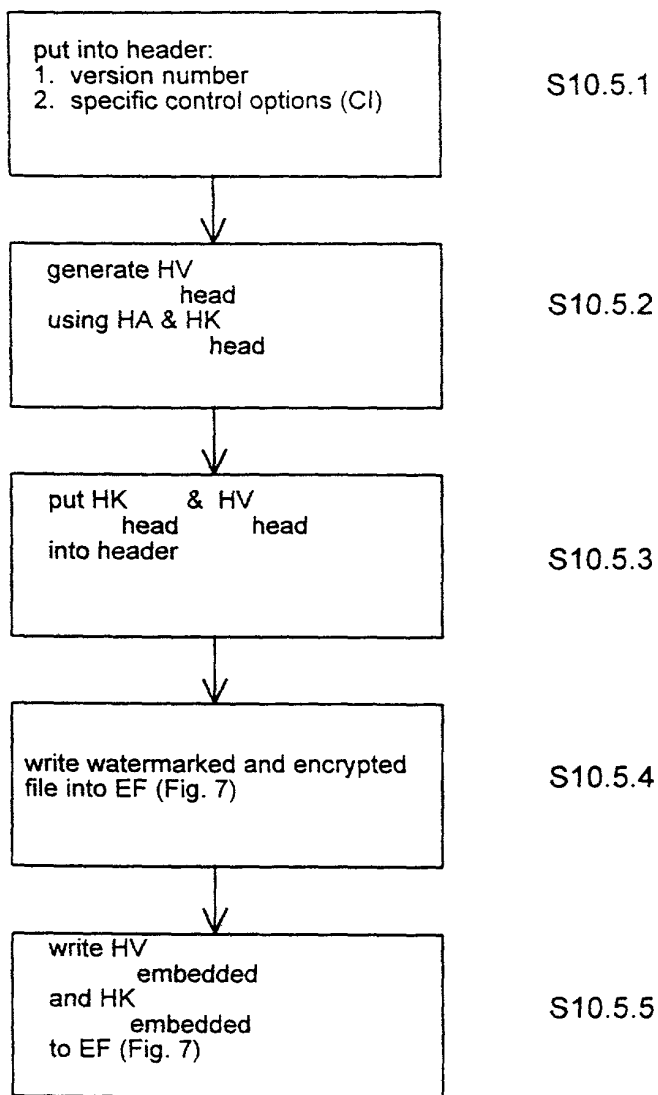 put into header:
1. version number
2. specific control options (CI)
S10.5.1
generate HV
head
using HA & HK
head
S10.5.2
put HK & HV
head head
into header
S10.5.3
write watermarked and encrypted
file into EF (Fig. 7)
S10.5.4
write HV
embedded
and HK
embedded
to EF (Fig. 7)
S10.5.5